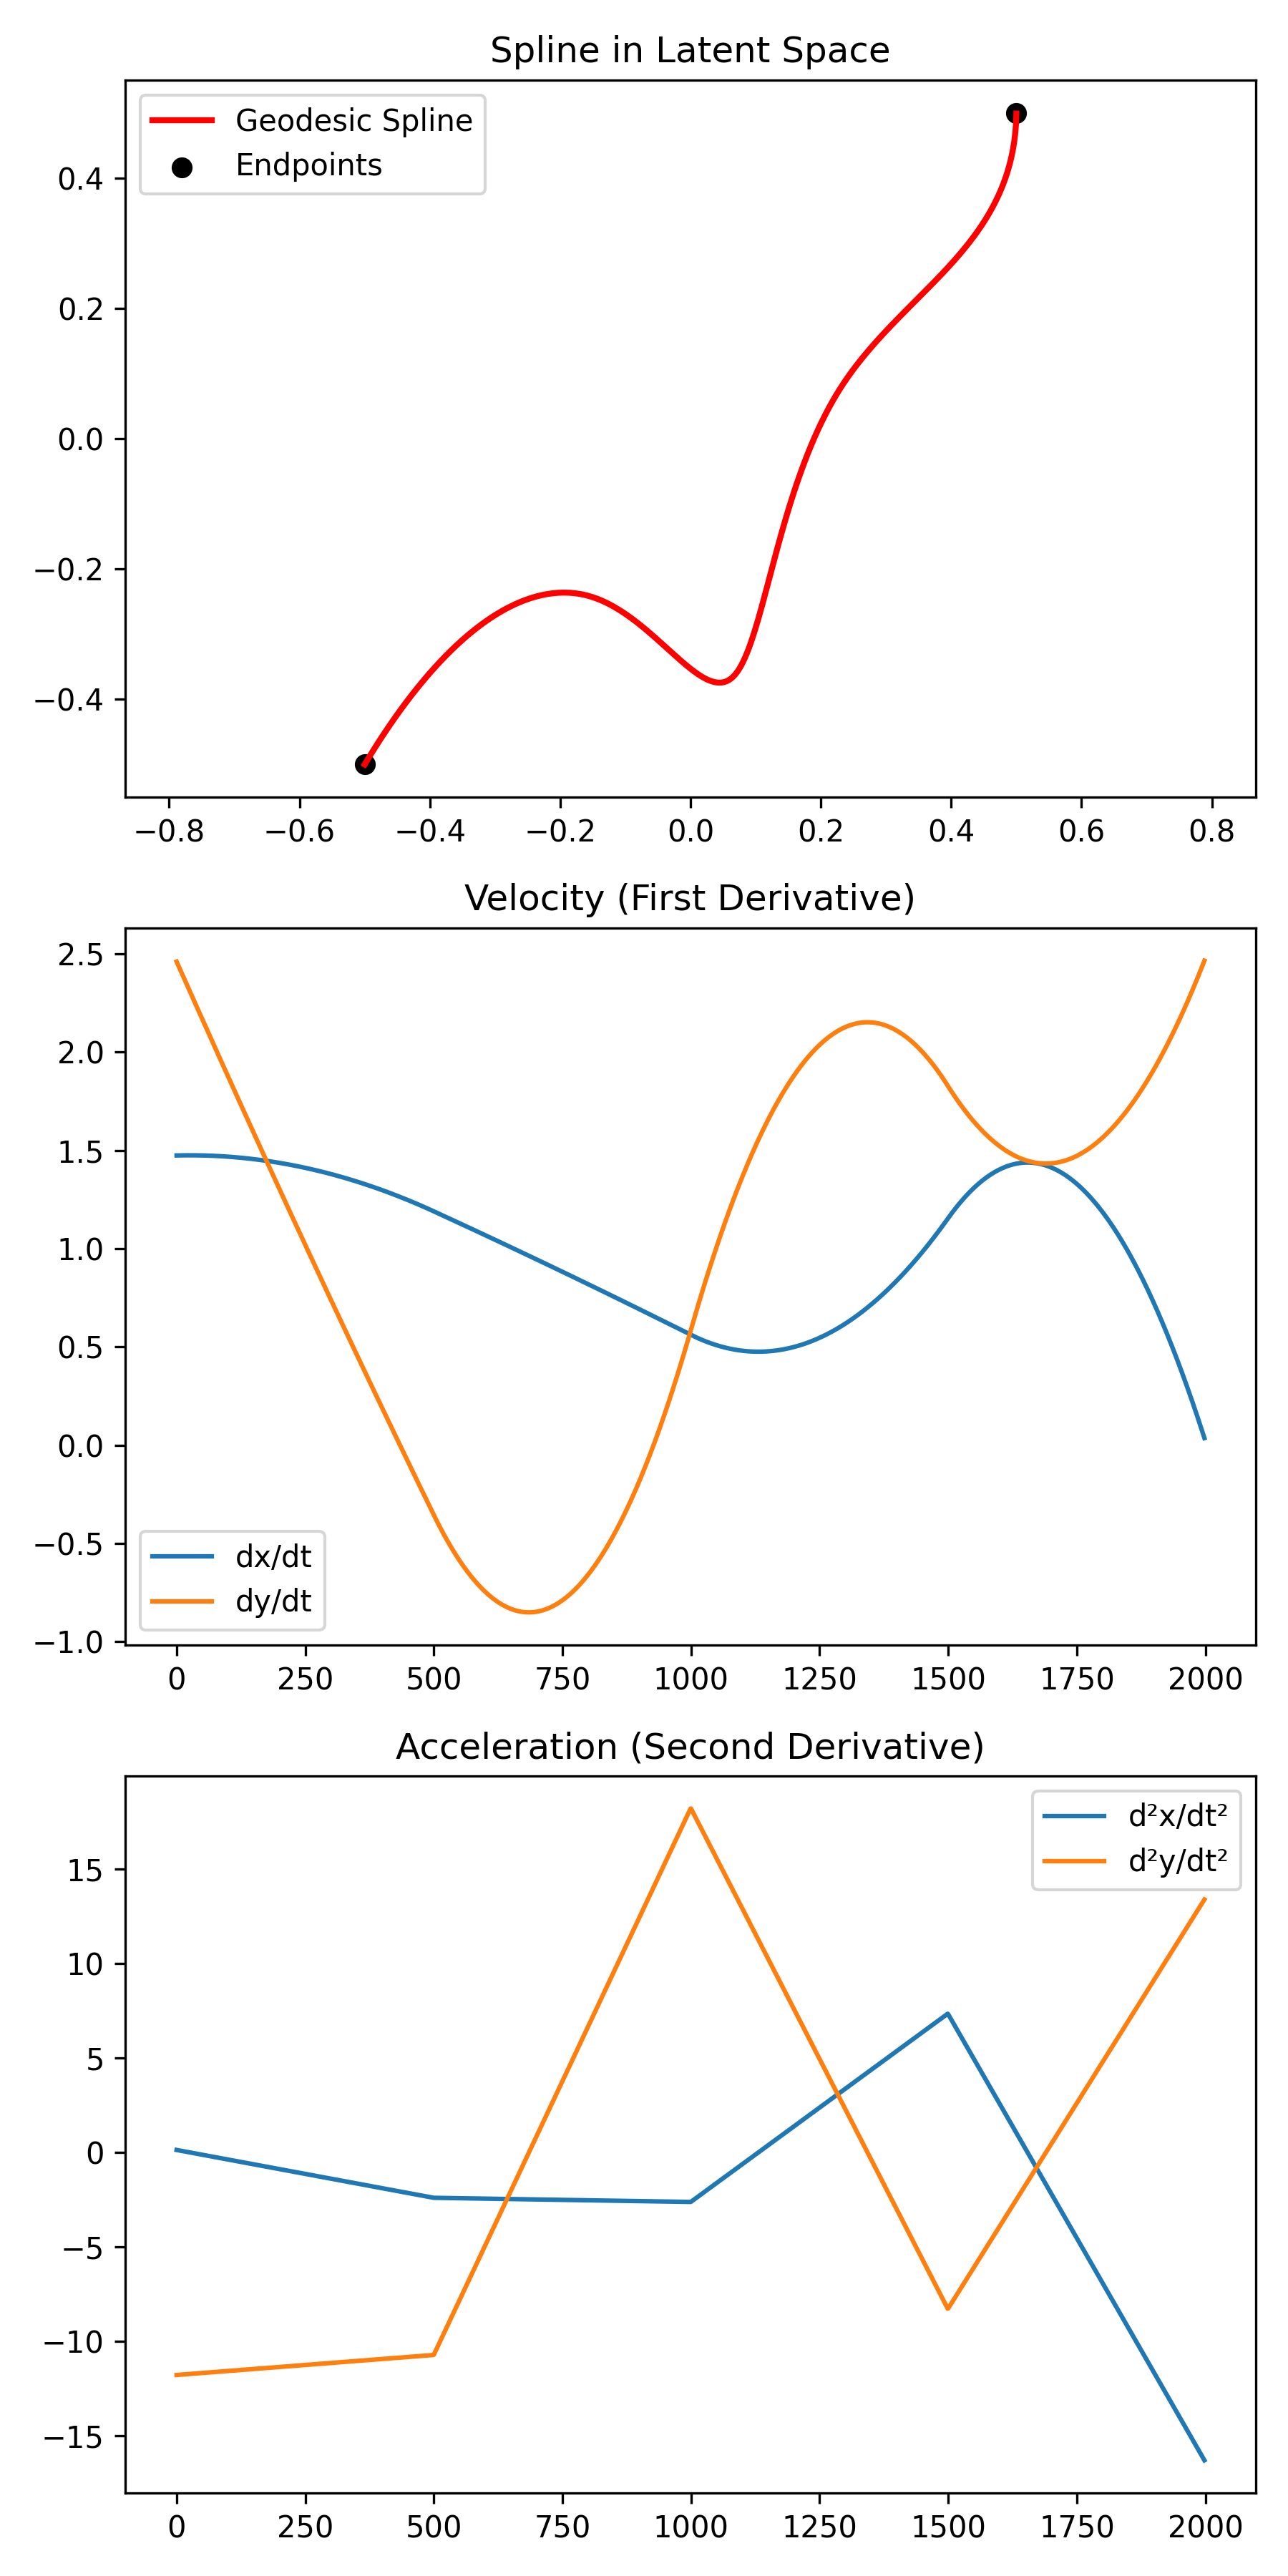 Spline in Latent Space
Geodesic Spline
Endpoints
0.4
0.2
0.0
−0.2
−0.4
−0.8 −0.6 −0.4 −0.2 0.0 0.2 0.4 0.6 0.8
Velocity (First Derivative)
2.5
2.0
1.5
1.0
0.5
0.0
−0.5
−1.0
dx/dt
dy/dt
0 250 500 750 1000 1250 1500 1750 2000
Acceleration (Second Derivative)
d²x/dt²
d²y/dt²
15
10
5
0
−5
−10
−15
0 250 500 750 1000 1250 1500 1750 2000